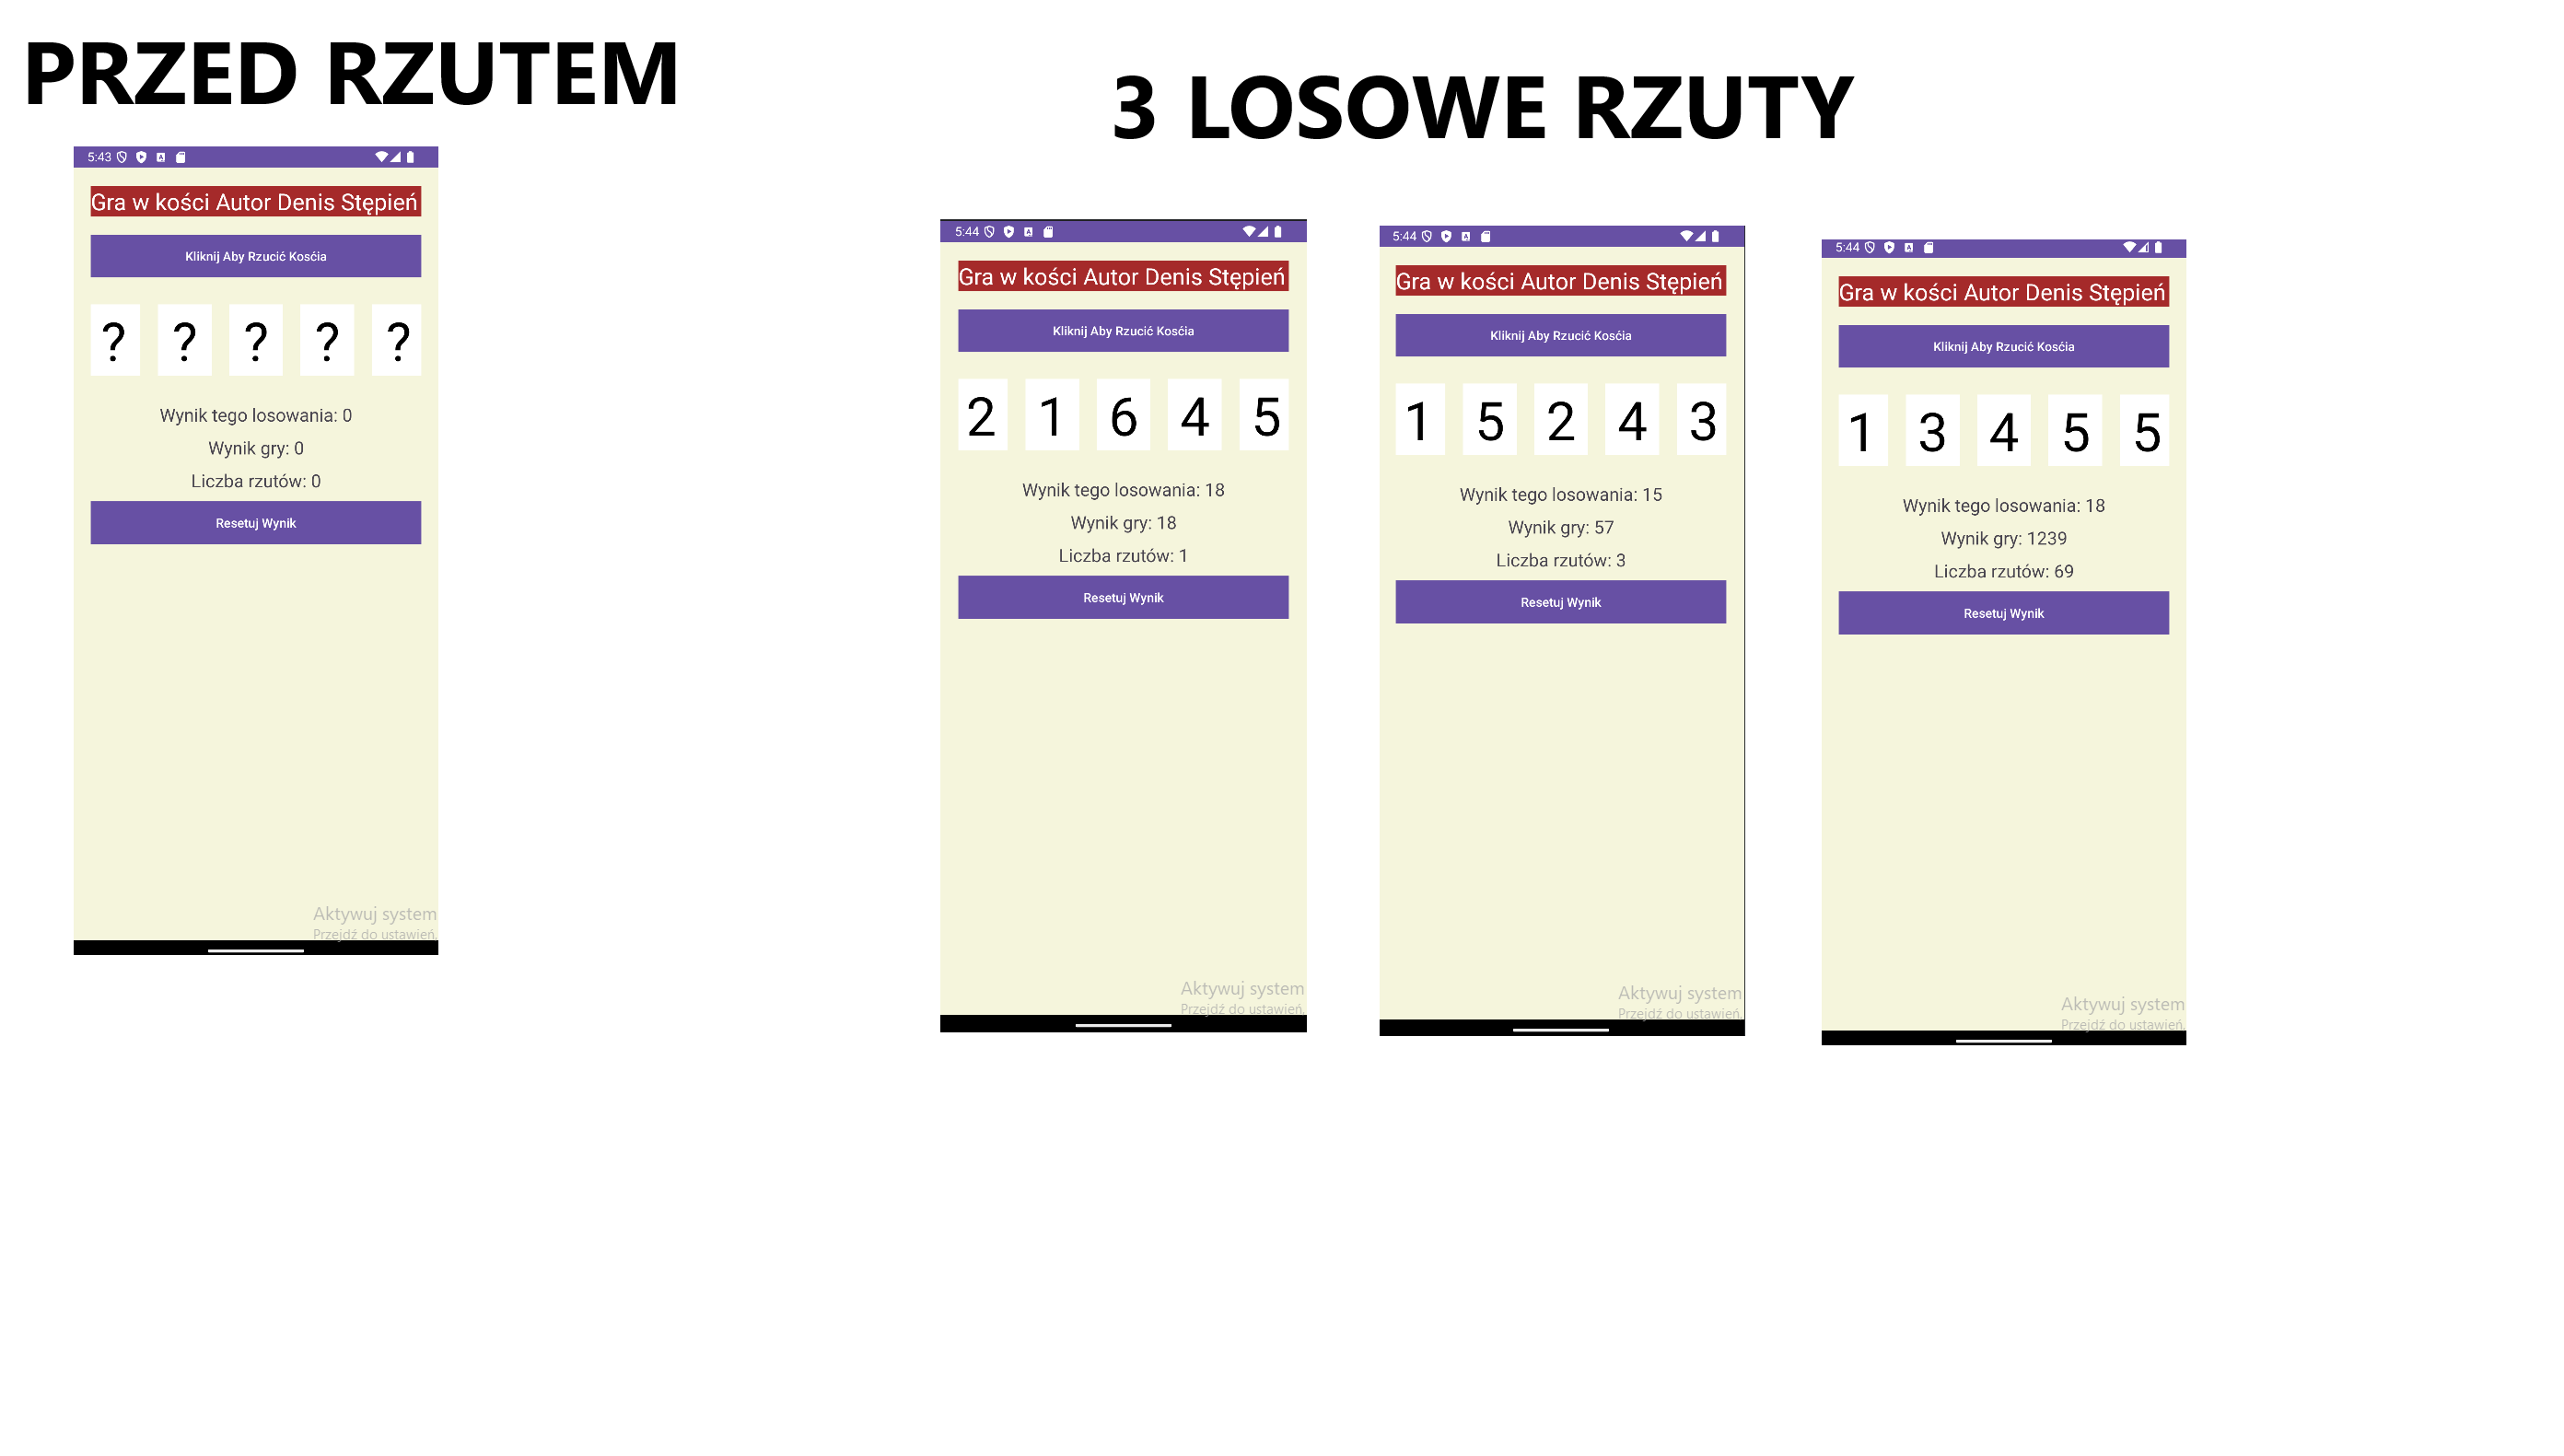 PRZED RZUTEM
5:43
Gra w kości Autor Denis Stępień
Kliknij Aby Rzucić Kosćia
? ? ? ? ?
Wynik tego losowania: 0
Wynik gry: 0
Liczba rzutów: 0
Resetuj Wynik
Aktywuj system
Przejdź do ustawień,
3 LOSOWE RZUTY
5:44
Gra w kości Autor Denis Stępień
Kliknij Aby Rzucić Kosćia
2 1 6 4 5
Wynik tego losowania: 18
Wynik gry: 18
Liczba rzutów: 1
Resetuj Wynik
Aktywuj system
Przejdź do ustawień,
5:44
Gra w kości Autor Denis Stępień
Kliknij Aby Rzucić Kosćia
1 5 2 4 3
Wynik tego losowania: 15
Wynik gry: 57
Liczba rzutów: 3
Resetuj Wynik
Aktywuj system
Przejdź do ustawień,
5:44
Gra w kości Autor Denis Stępień
Kliknij Aby Rzucić Kosćia
1 3 4 5 5
Wynik tego losowania: 18
Wynik gry: 1239
Liczba rzutów: 69
Resetuj Wynik
Aktywuj system
Przejdź do ustawień,